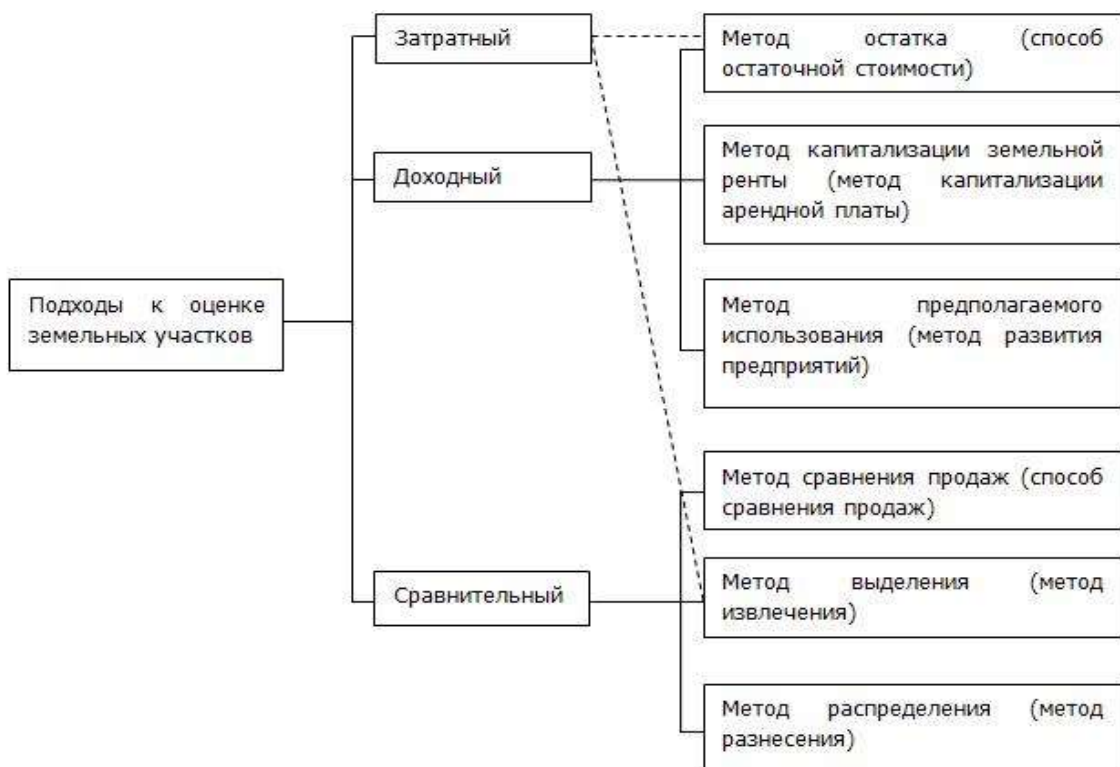 Подходы к оценке
земельных участков
Затратный
Доходный
Сравнительный
Метод остатка (способ
остаточной стоимости)
Метод капитализации земельной
ренты (метод капитализации
арендной платы)
Метод предполагаемого
использования (метод развития
предприятий)
Метод сравнения продаж (способ
сравнения продаж)
Метод выделения (метод
извлечения)
Метод распределения (метод
разнесения)